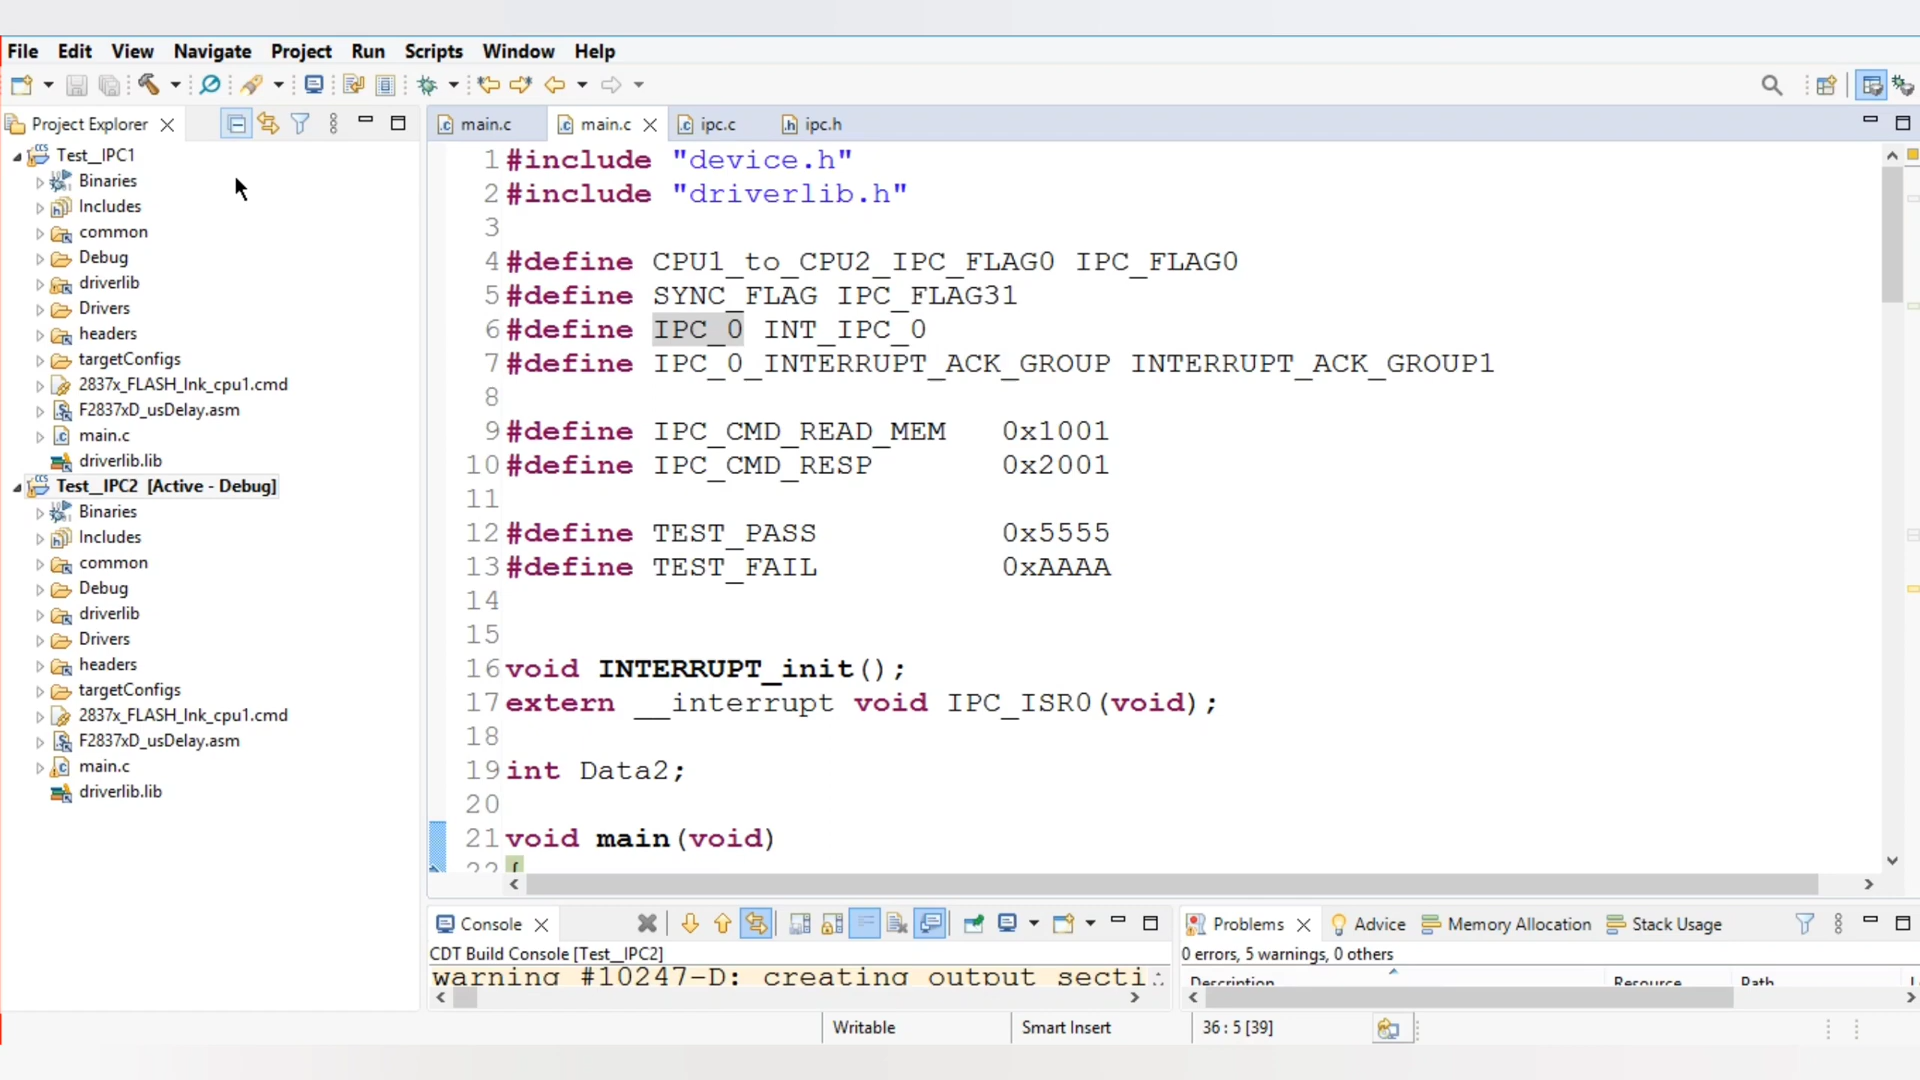 File Edit View Navigate Project Run Scripts Window Help
Project Explorer
Test__IPC1
Binaries
Includes
common
Debug
driverlib
Drivers
headers
targetConfigs
2837x_FLASH_lnk_cpu1.cmd
F2837xD_usDelay.asm
main.c
driverlib.lib
Test__IPC2 [Active - Debug]
Binaries
Includes
common
Debug
driverlib
Drivers
headers
targetConfigs
2837x_FLASH_lnk_cpu1.cmd
F2837xD_usDelay.asm
main.c
driverlib.lib
main.c main.c ipc.c ipc.h
1 #include "device.h"
2 #include "driverlib.h"
3
4 #define CPU1_to_CPU2_IPC_FLAG0 IPC_FLAG0
5 #define SYNC_FLAG IPC_FLAG31
6 #define IPC_0 INT_IPC_0
7 #define IPC_0_INTERRUPT_ACK_GROUP INTERRUPT_ACK_GROUP1
8
9 #define IPC_CMD_READ_MEM 0x1001
10 #define IPC_CMD_RESP 0x2001
11
12 #define TEST_PASS 0x5555
13 #define TEST_FAIL 0xAAAA
14
15
16 void INTERRUPT_init();
17 extern __interrupt void IPC_ISR0(void);
18
19 int Data2;
20
21 void main(void)
22 {
Console
CDT Build Console [Test__IPC2]
warning #10247-D: creating output secti
Problems Advice Memory Allocation Stack Usage
0 errors, 5 warnings, 0 others
Description Resource Path
Writable Smart Insert 36 : 5 [39]